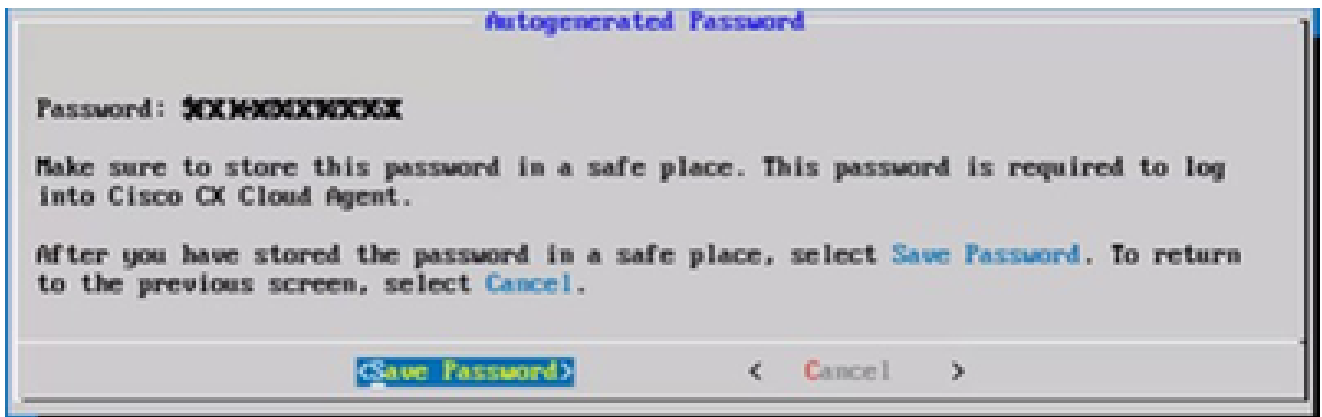 Autogenerated Password
Password:
Make sure to store this password in a safe place. This password is required to log
into Cisco CX Cloud Agent.
After you have stored the password in a safe place, select Save Password. To return
to the previous screen, select Cancel.
<Save Password> < Cancel >